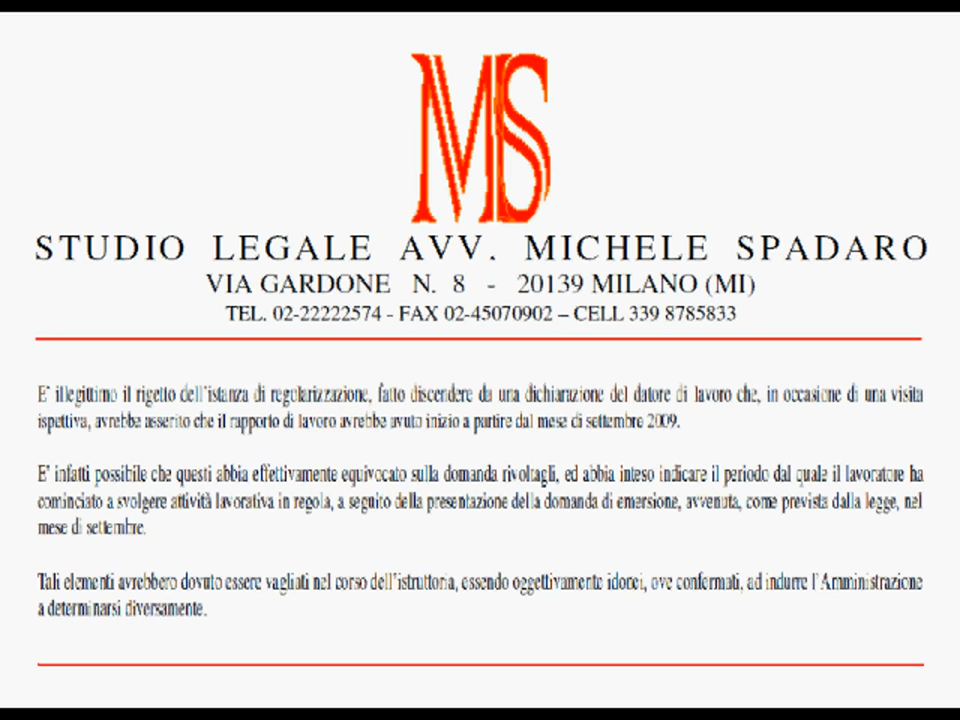 MS
STUDIO LEGALE AVV. MICHELE SPADARO
VIA GARDONE N. 8 - 20139 MILANO (MI)
TEL. 02-22222574 - FAX 02-45070902 – CELL 339 8785833
E' illegittimo il rigetto dell'istanza di regolarizzazione, fatto discendere da una dichiarazione del datore di lavoro che, in occasione di una visita
ispettiva, avrebbe asserito che il rapporto di lavoro avrebbe avuto inizio a partire dal mese di settembre 2009.
E' infatti possibile che questi abbia effettivamente equivocato sulla domanda rivoltagli, ed abbia inteso indicare il periodo dal quale il lavoratore ha
cominciato a svolgere attività lavorativa in regola, a seguito della presentazione della domanda di emersione, avvenuta, come prevista dalla legge, nel
mese di settembre.
Tali elementi avrebbero dovuto essere vagliati nel corso dell'istruttoria, essendo oggettivamente idonei, ove confermati, ad indurre l'Amministrazione
a determinarsi diversamente.